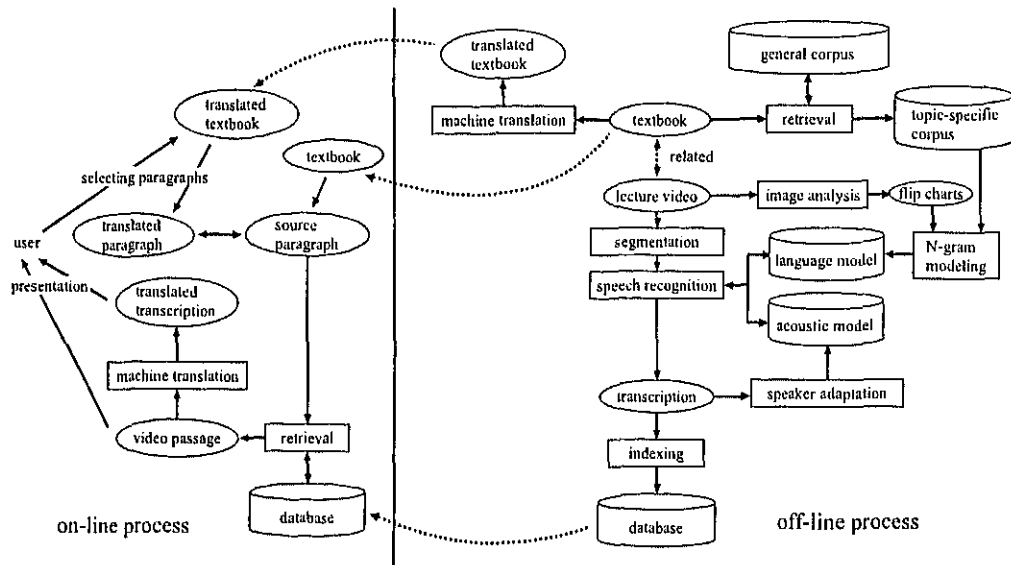 translated
textbook
selecting paragraphs
textbook
translated
paragraph
source
paragraph
user
presentation
translated
transcription
machine translation
video passage
retrieval
database
on-line process
translated
textbook
machine translation
general corpus
textbook
retrieval
topic-specific
corpus
related
lecture video
image analysis
flip charts
segmentation
speech recognition
language model
N-gram
modeling
acoustic model
transcription
speaker adaptation
indexing
database
off-line process